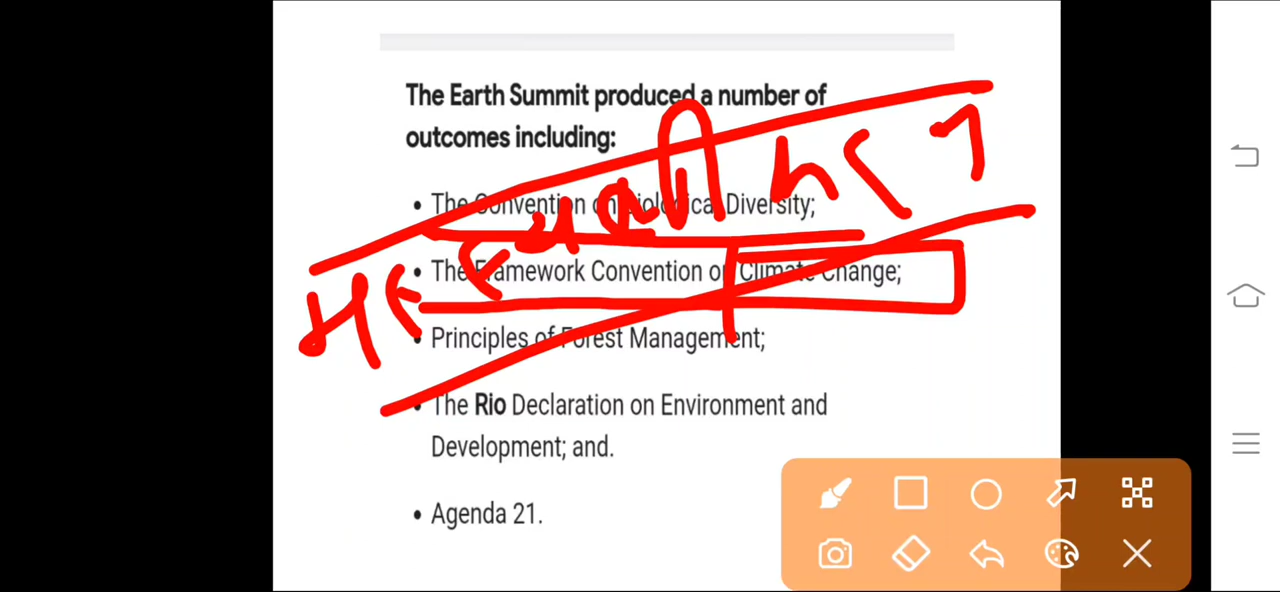 The Earth Summit produced a number of
outcomes including:
• The Convention on Biological Diversity;
• The Framework Convention on Climate Change;
• Principles of Forest Management;
• The Rio Declaration on Environment and
Development; and.
• Agenda 21.